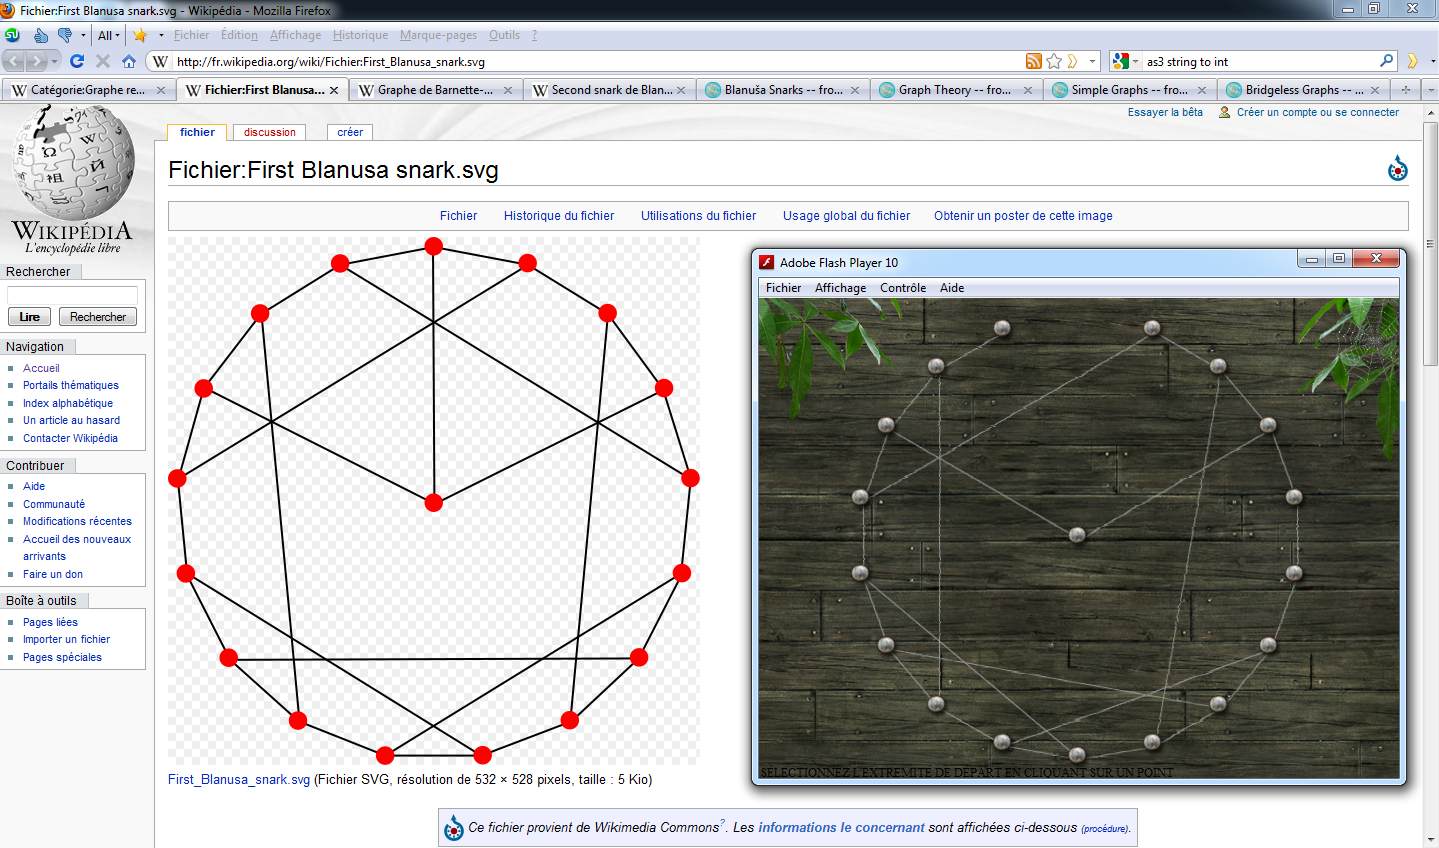 Fichier:First Blanusa snark.svg - Wikipédia - Mozilla Firefox
All Fichier Édition Affichage Historique Marque-pages Outils ?
W http://fr.wikipedia.org/wiki/Fichier:First_Blanusa_snark.svg as3 string to int
W Catégorie:Graphe re... W Fichier:First Blanusa... W Graphe de Barnette-... W Second snark de Blan... Blanuša Snarks -- fro... Graph Theory -- fro... Simple Graphs -- fro... Bridgeless Graphs -- ...
Essayer la bêta Créer un compte ou se connecter
fichier discussion créer
Fichier:First Blanusa snark.svg
WIKIPÉDIA
L'encyclopédie libre
Fichier Historique du fichier Utilisations du fichier Usage global du fichier Obtenir un poster de cette image
Rechercher
Lire Rechercher
Navigation
Accueil
Portails thématiques
Index alphabétique
Un article au hasard
Contacter Wikipédia
Contribuer
Aide
Communauté
Modifications récentes
Accueil des nouveaux
arrivants
Faire un don
Boîte à outils
Pages liées
Importer un fichier
Pages spéciales
Adobe Flash Player 10
Fichier Affichage Contrôle Aide
SELECTIONNEZ L'EXTREMITE DE DEPART EN CLIQUANT SUR UN POINT
First_Blanusa_snark.svg (Fichier SVG, résolution de 532 × 528 pixels, taille : 5 Kio)
Ce fichier provient de Wikimedia Commons?. Les informations le concernant sont affichées ci-dessous (procédure).